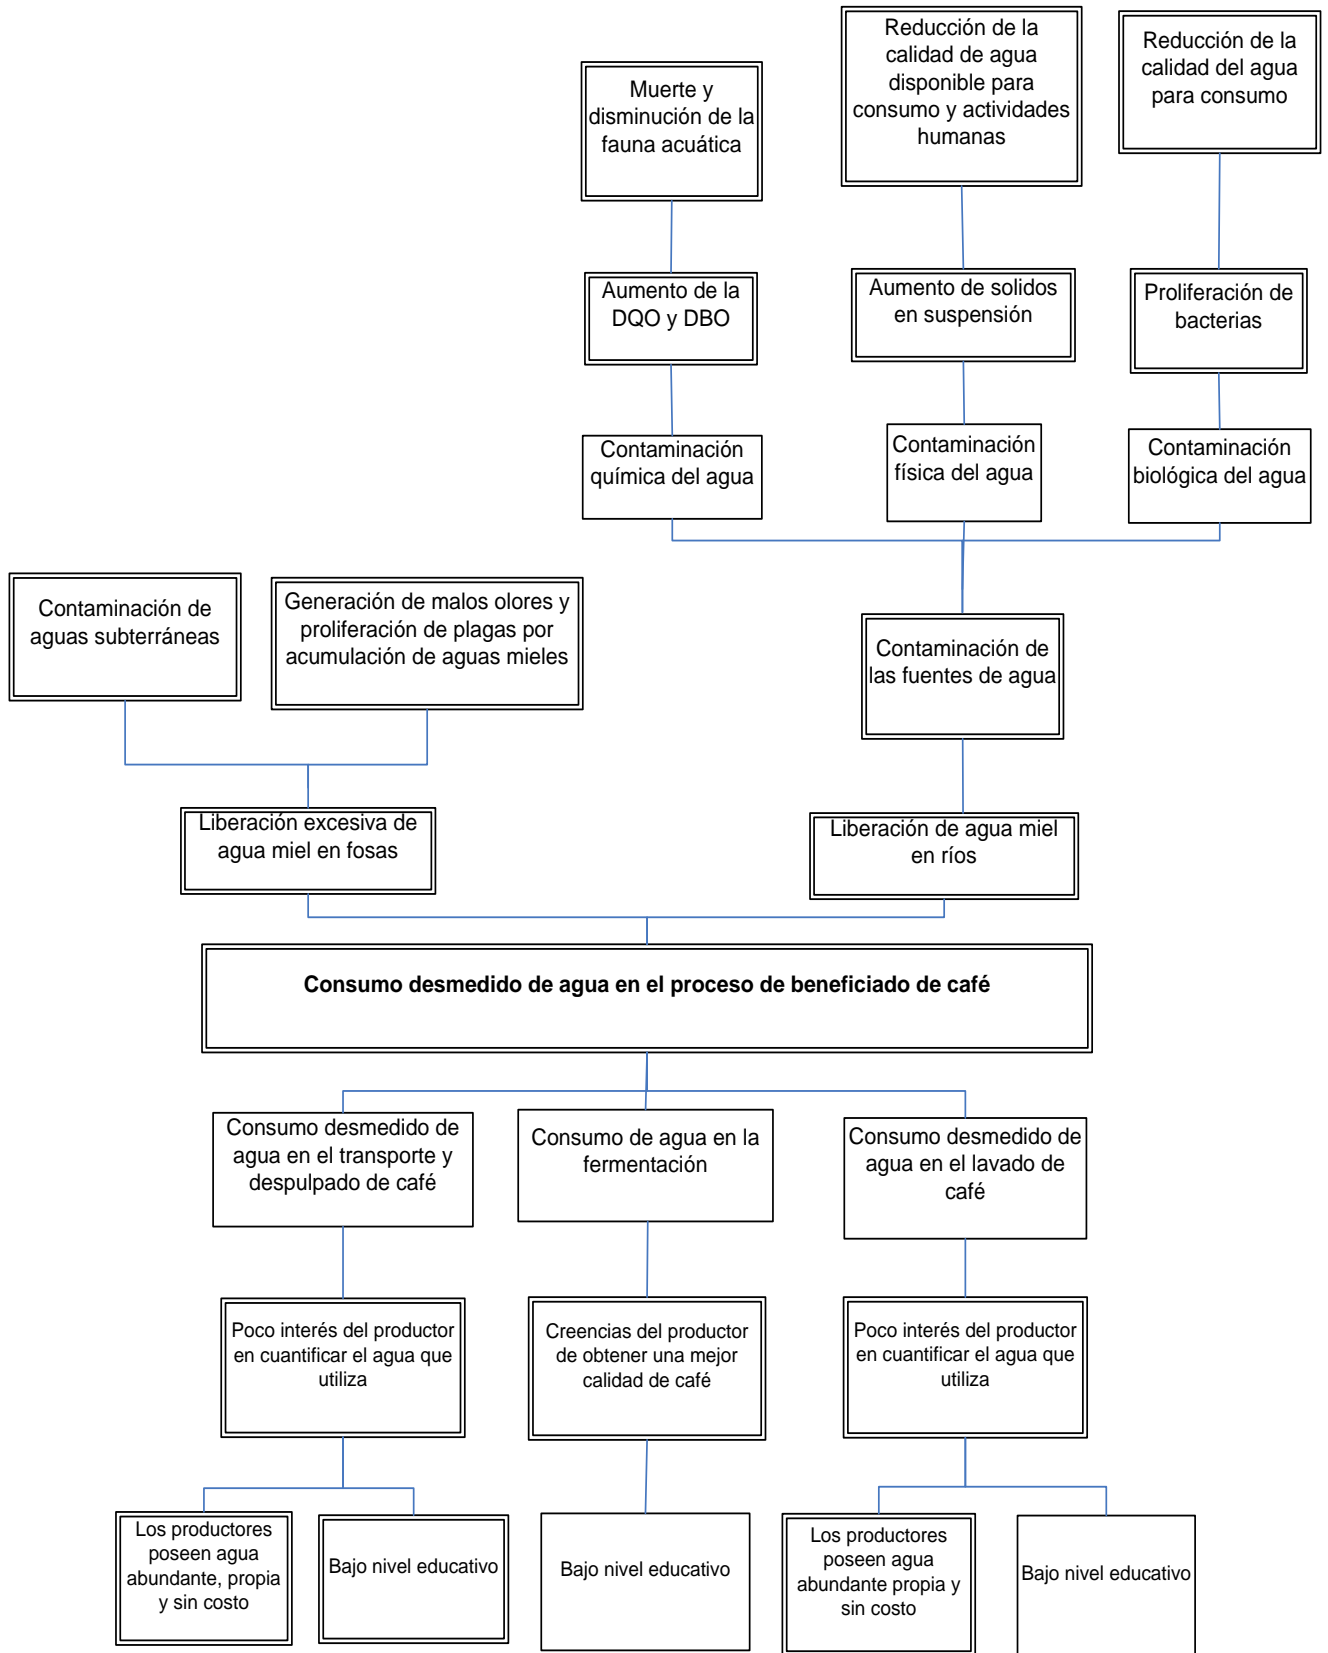 Reducción de la
calidad de agua
disponible para
consumo y actividades
humanas
Reducción de la
calidad del agua
para consumo
Muerte y
disminución de la
fauna acuática
Aumento de la
DQO y DBO
Aumento de solidos
en suspensión
Proliferación de
bacterias
Contaminación
química del agua
Contaminación
física del agua
Contaminación
biológica del agua
Contaminación de
aguas subterráneas
Generación de malos olores y
proliferación de plagas por
acumulación de aguas mieles
Contaminación de
las fuentes de agua
Liberación excesiva de
agua miel en fosas
Liberación de agua miel
en ríos
Consumo desmedido de agua en el proceso de beneficiado de café
Consumo desmedido de
agua en el transporte y
despulpado de café
Consumo de agua en la
fermentación
Consumo desmedido de
agua en el lavado de
café
Poco interés del productor
en cuantificar el agua que
utiliza
Creencias del productor
de obtener una mejor
calidad de café
Poco interés del productor
en cuantificar el agua que
utiliza
Los productores
poseen agua
abundante, propia
y sin costo
Bajo nivel educativo
Bajo nivel educativo
Los productores
poseen agua
abundante propia y
sin costo
Bajo nivel educativo